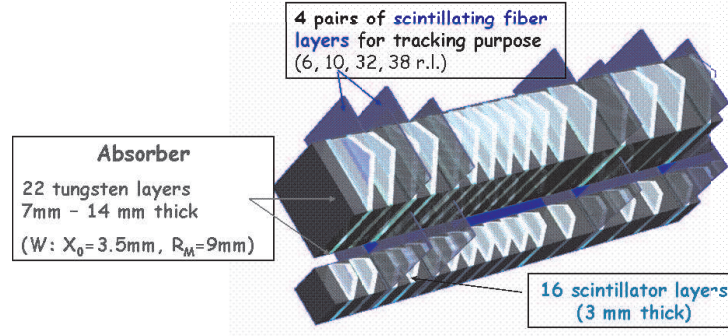 4 pairs of scintillating fiber
layers for tracking purpose
(6, 10, 32, 38 r.l.)
Absorber
22 tungsten layers
7mm – 14 mm thick
(W: X₀=3.5mm, Rₘ=9mm)
16 scintillator layers
(3 mm thick)